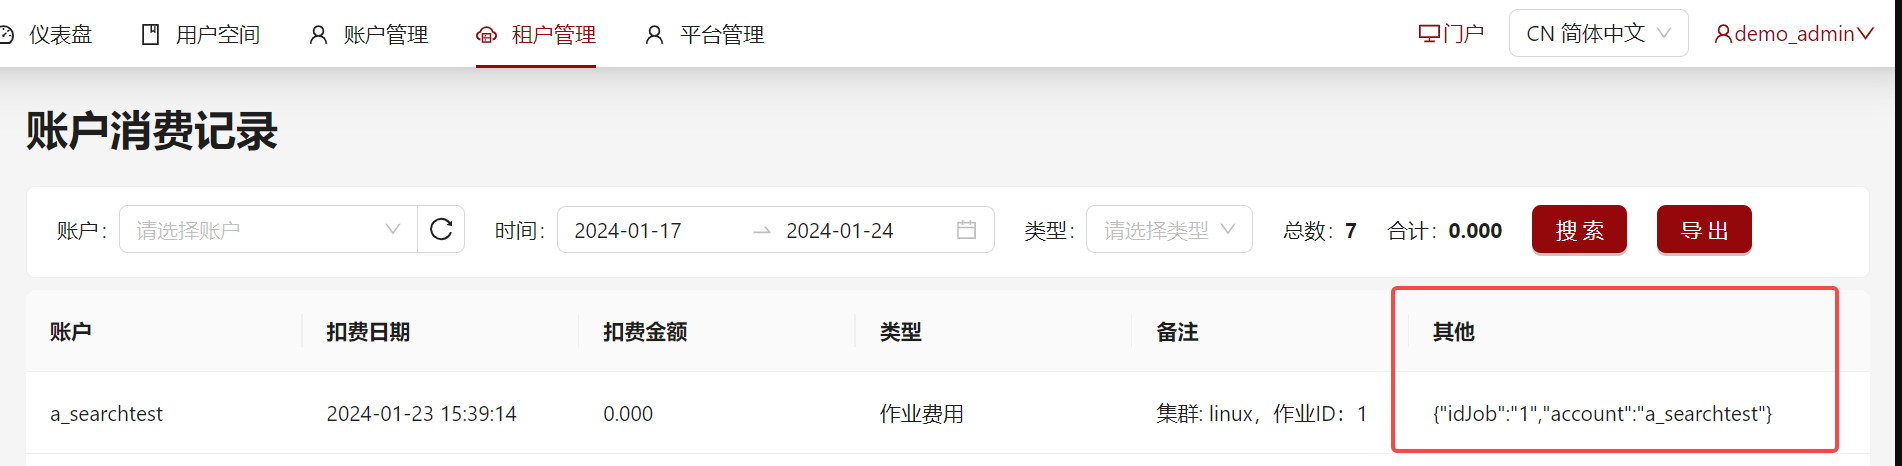 仪表盘 用户空间 账户管理 租户管理 平台管理 门户 CN 简体中文 demo_admin
账户消费记录
账户: 请选择账户 时间: 2024-01-17 → 2024-01-24 类型: 请选择类型 总数: 7 合计: 0.000 搜 索 导 出
账户 扣费日期 扣费金额 类型 备注 其他
a_searchtest 2024-01-23 15:39:14 0.000 作业费用 集群: linux，作业ID：1 {"idJob":"1","account":"a_searchtest"}